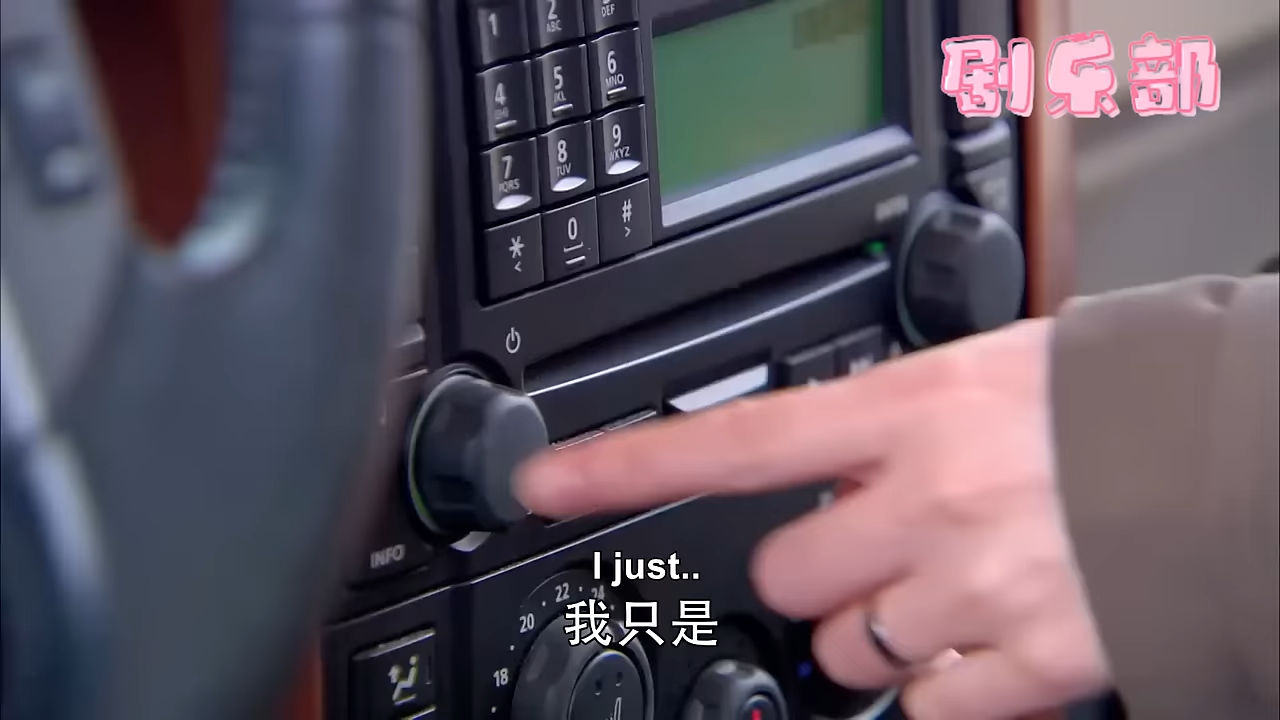 剧乐部
1
2 ABC
DEF
4
5 JKL
6 MNO
7 PQRS
8 TUV
9 WXYZ
* <
0
# >
INFO
I just..
我只是
22
24
20
18